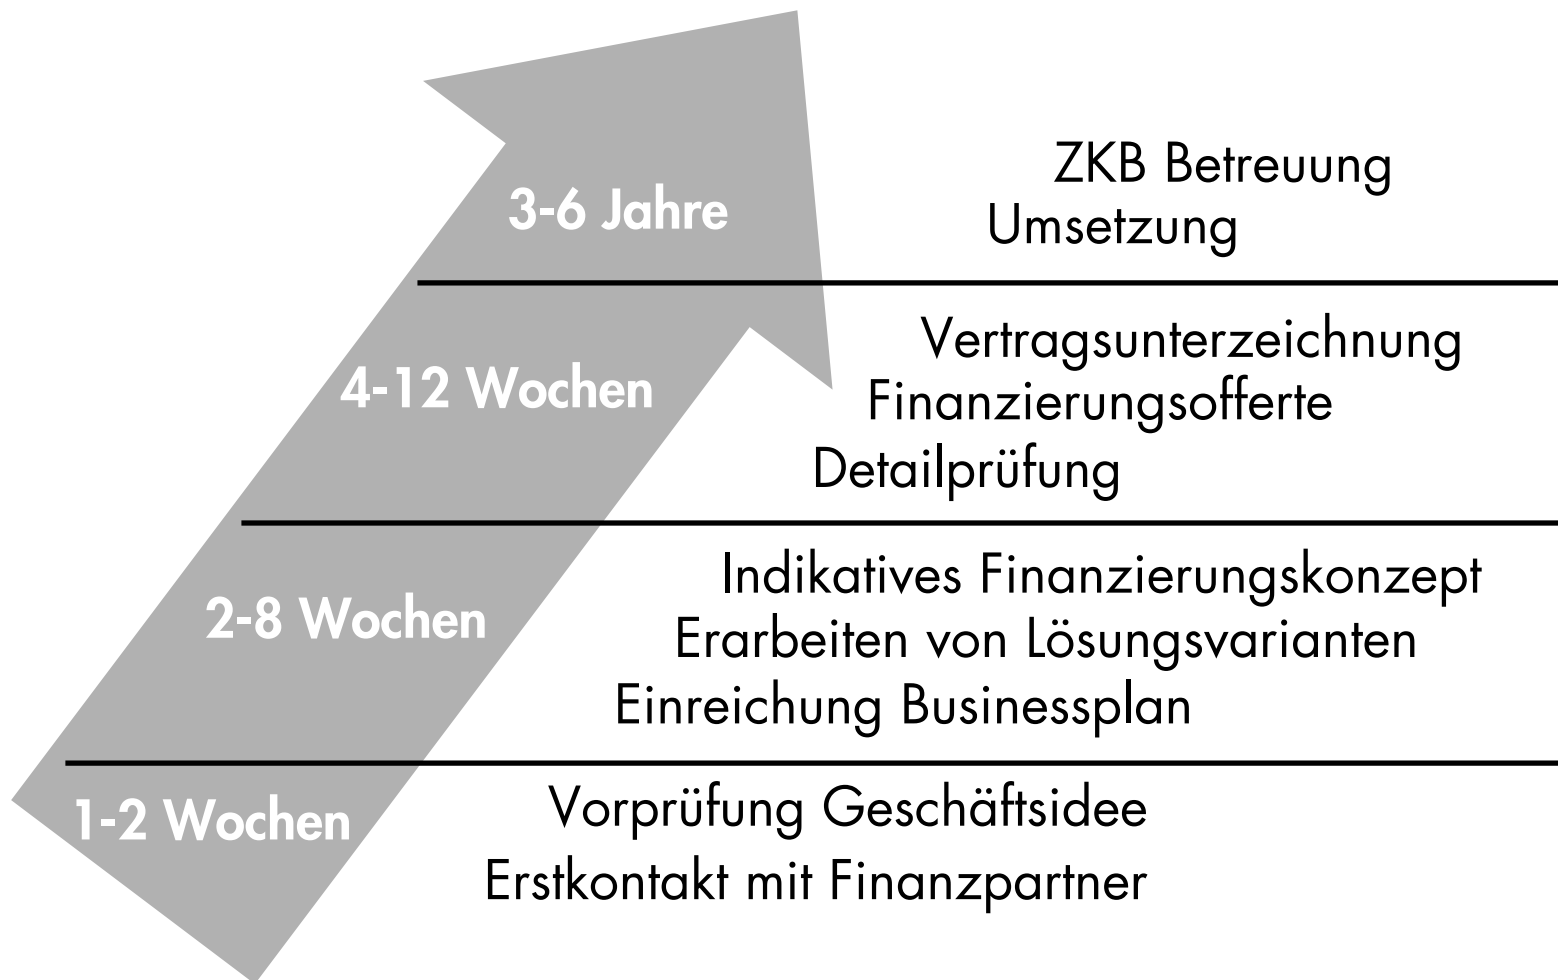 ZKB Betreuung
3-6 Jahre
Umsetzung
Vertragsunterzeichnung
4-12 Wochen
Finanzierungsofferte
Detailprüfung
Indikatives Finanzierungskonzept
2-8 Wochen
Erarbeiten von Lösungsvarianten
Einreichung Businessplan
1-2 Wochen
Vorprüfung Geschäftsidee
Erstkontakt mit Finanzpartner